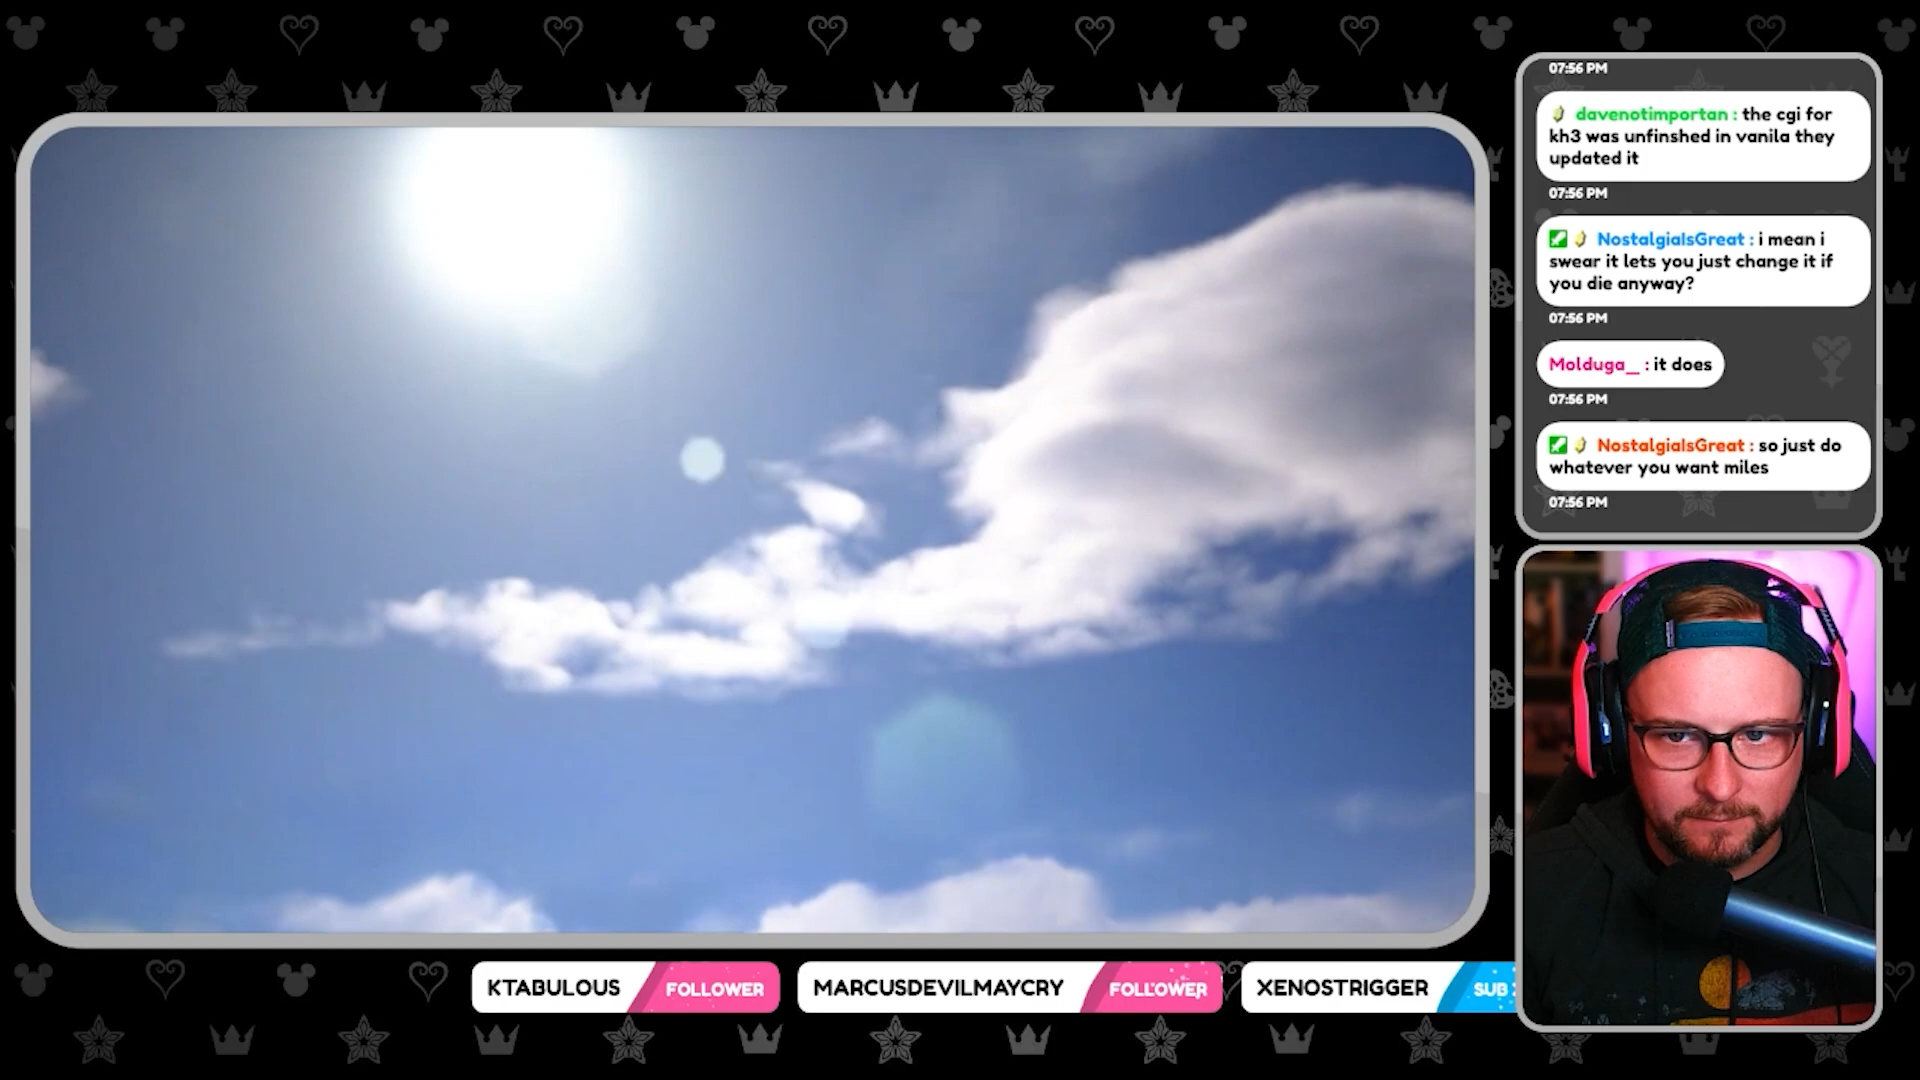 07:56 PM
davenotimportan : the cgi for
kh3 was unfinshed in vanila they
updated it
07:56 PM
NostalgiaIsGreat : i mean i
swear it lets you just change it if
you die anyway?
07:56 PM
Molduga_ : it does
07:56 PM
NostalgiaIsGreat : so just do
whatever you want miles
07:56 PM
KTABULOUS FOLLOWER MARCUSDEVILMAYCRY FOLLOWER XENOSTRIGGER SUB